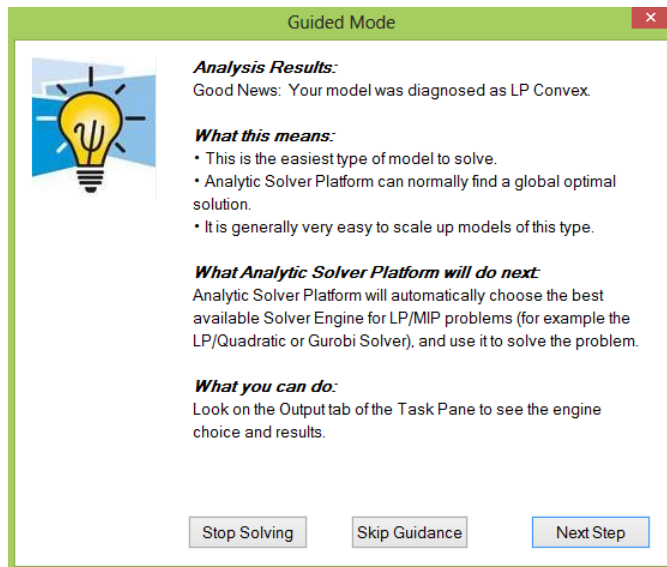 Guided Mode
×
Analysis Results:
Good News: Your model was diagnosed as LP Convex.
What this means:
• This is the easiest type of model to solve.
• Analytic Solver Platform can normally find a global optimal
solution.
• It is generally very easy to scale up models of this type.
What Analytic Solver Platform will do next:
Analytic Solver Platform will automatically choose the best
available Solver Engine for LP/MIP problems (for example the
LP/Quadratic or Gurobi Solver), and use it to solve the problem.
What you can do:
Look on the Output tab of the Task Pane to see the engine
choice and results.
Stop Solving Skip Guidance Next Step
ψ